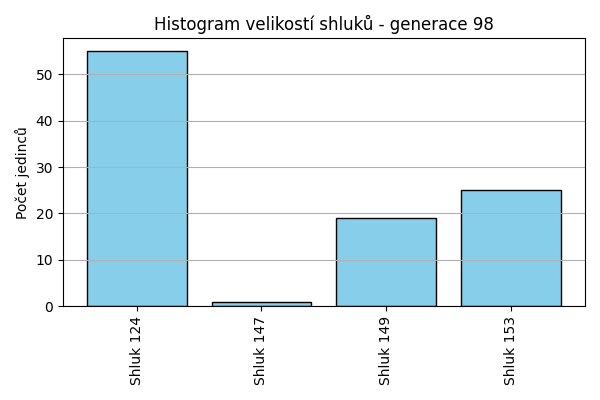 Histogram velikostí shluků - generace 98
Počet jedinců
50
40
30
20
10
0
Shluk 124
Shluk 147
Shluk 149
Shluk 153